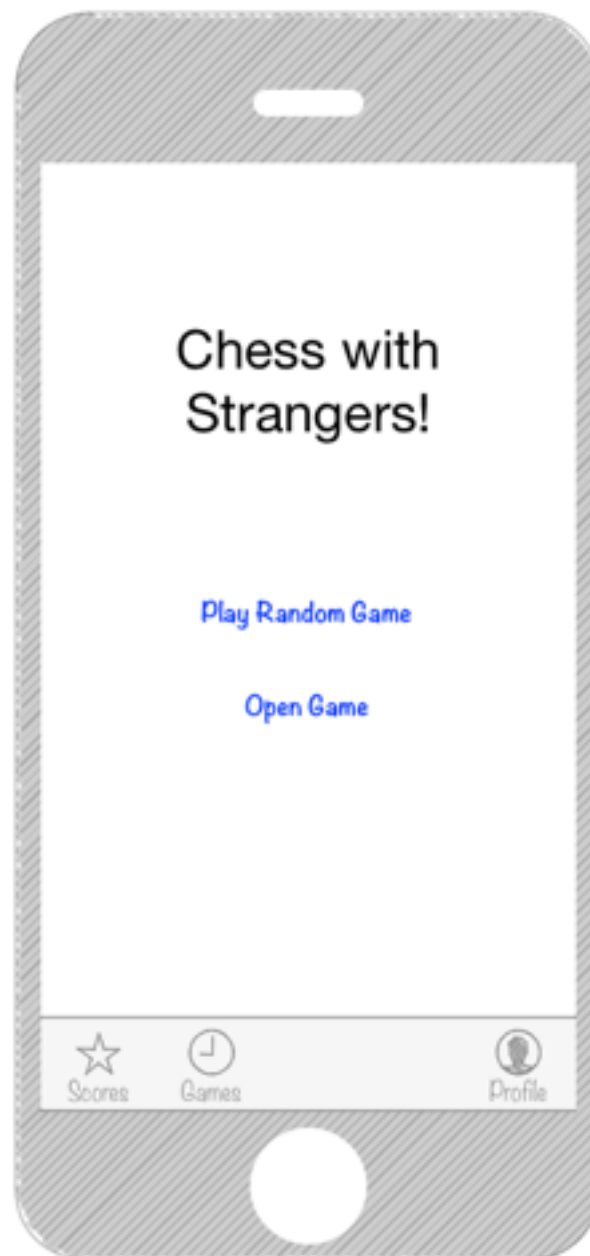 Chess with
Strangers!
Play Random Game
Open Game
Scores
Games
Profile